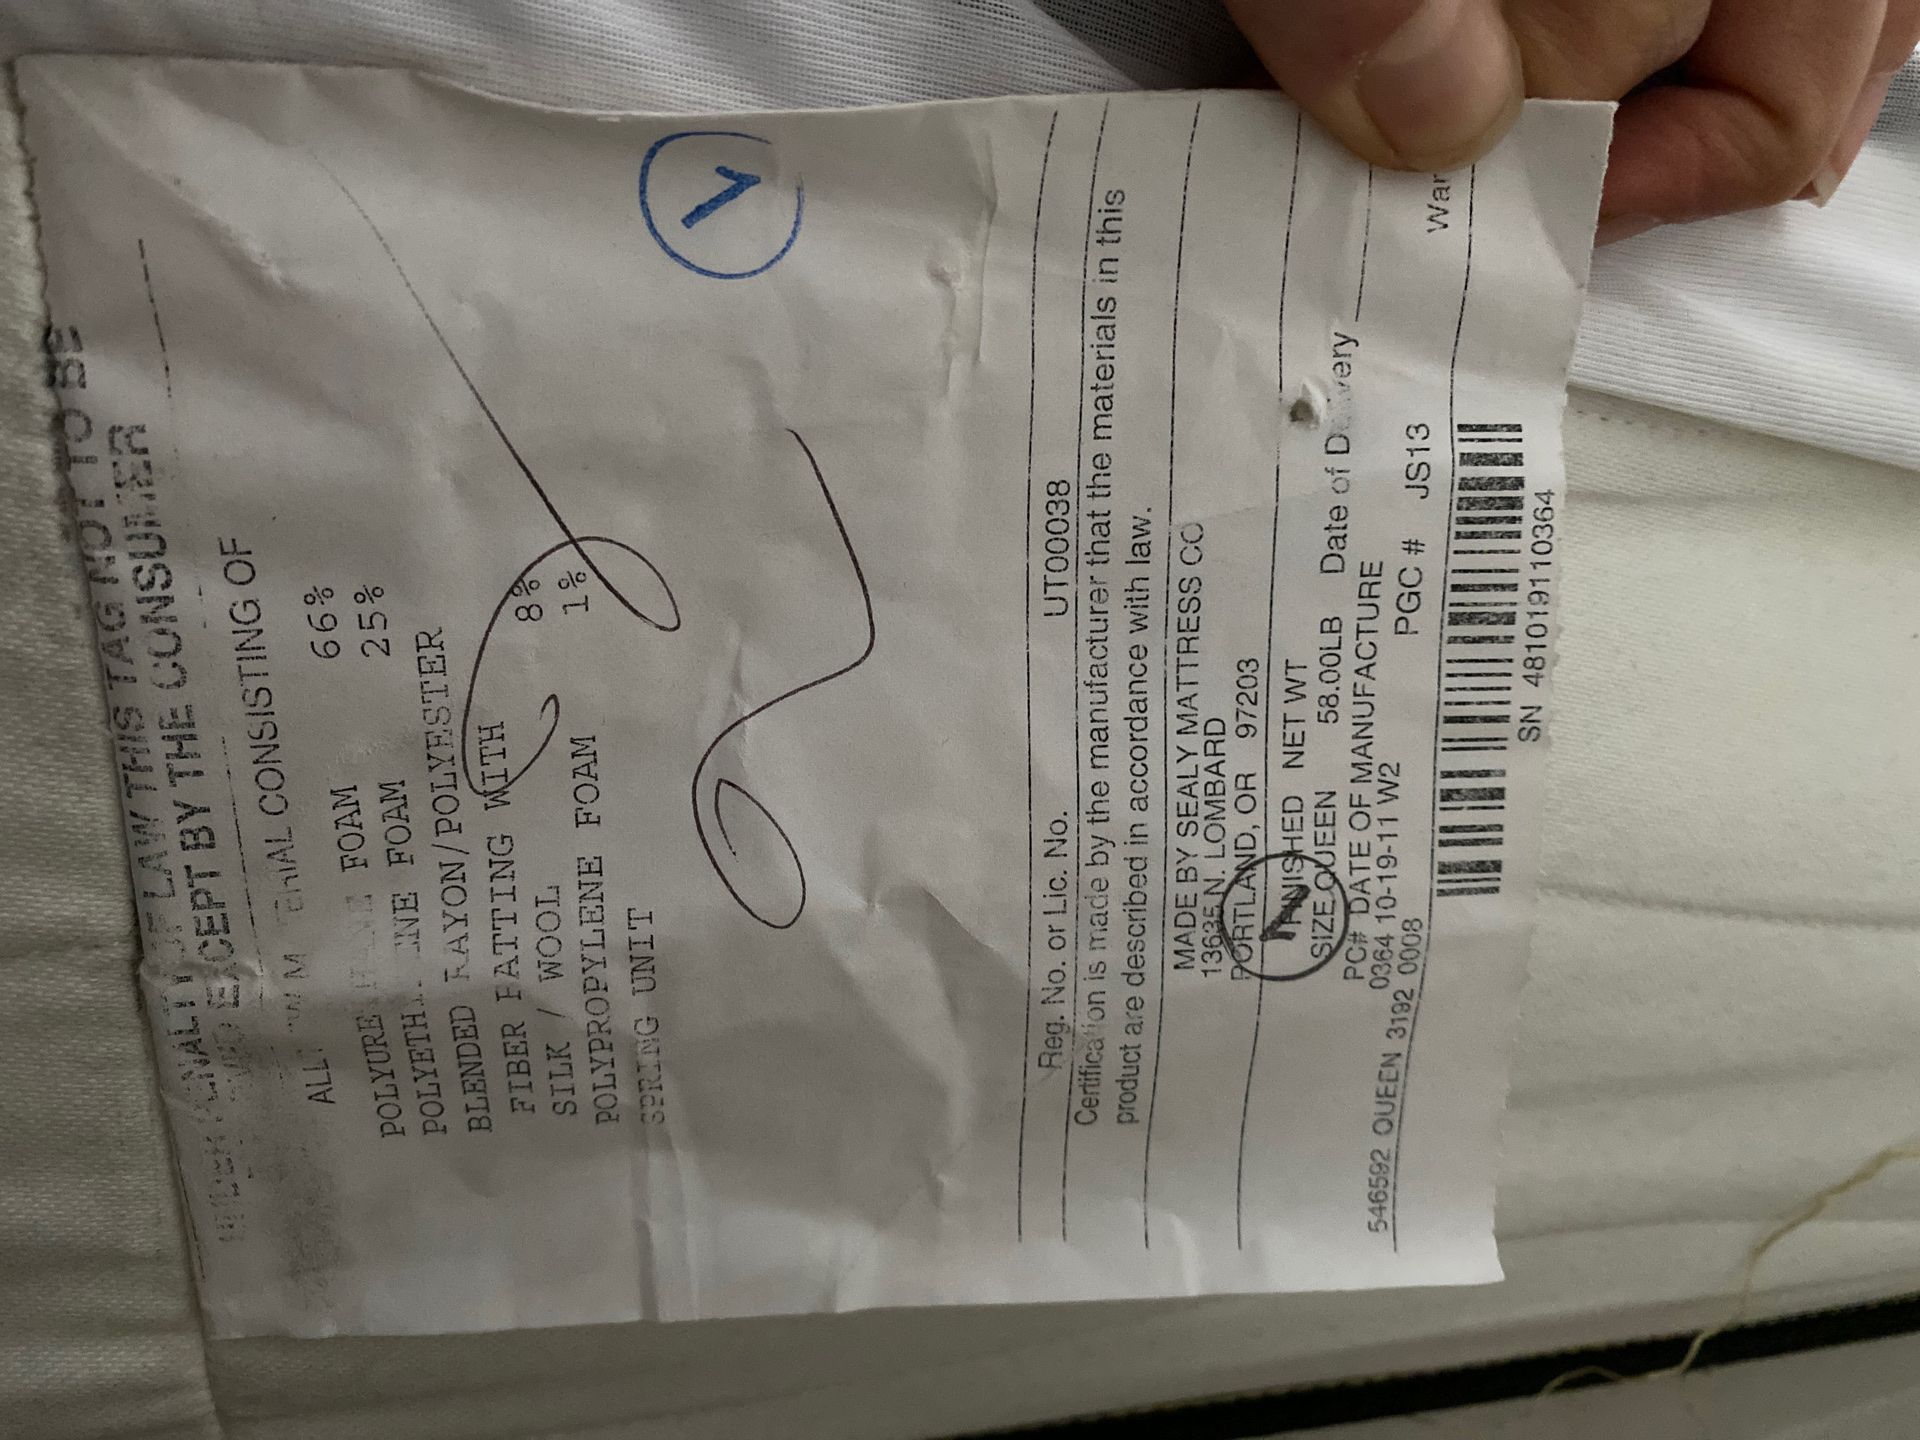 UNDER PENALTY OF LAW THIS TAG NOT TO BE
EXCEPT BY THE CONSUMER
ALL CONSISTING OF
FOAM 66%
FOAM 25%
BLENDED RAYON/POLYESTER
FIBER BATTING WITH
SILK / WOOL 8%
POLYPROPYLENE FOAM 1%
SPRING UNIT
Reg. No. or Lic. No. UT00038
Certification is made by the manufacturer that the materials in this
product are described in accordance with law.
MADE BY SEALY MATTRESS CO
13635 N. LOMBARD
PORTLAND, OR 97203
FINISHED NET WT
SIZE QUEEN 58.00LB Date of Delivery
PC# DATE OF MANUFACTURE
0364 10-19-11 W2 PGC # JS13
546592 QUEEN 3192 0008
SN 4810191110364